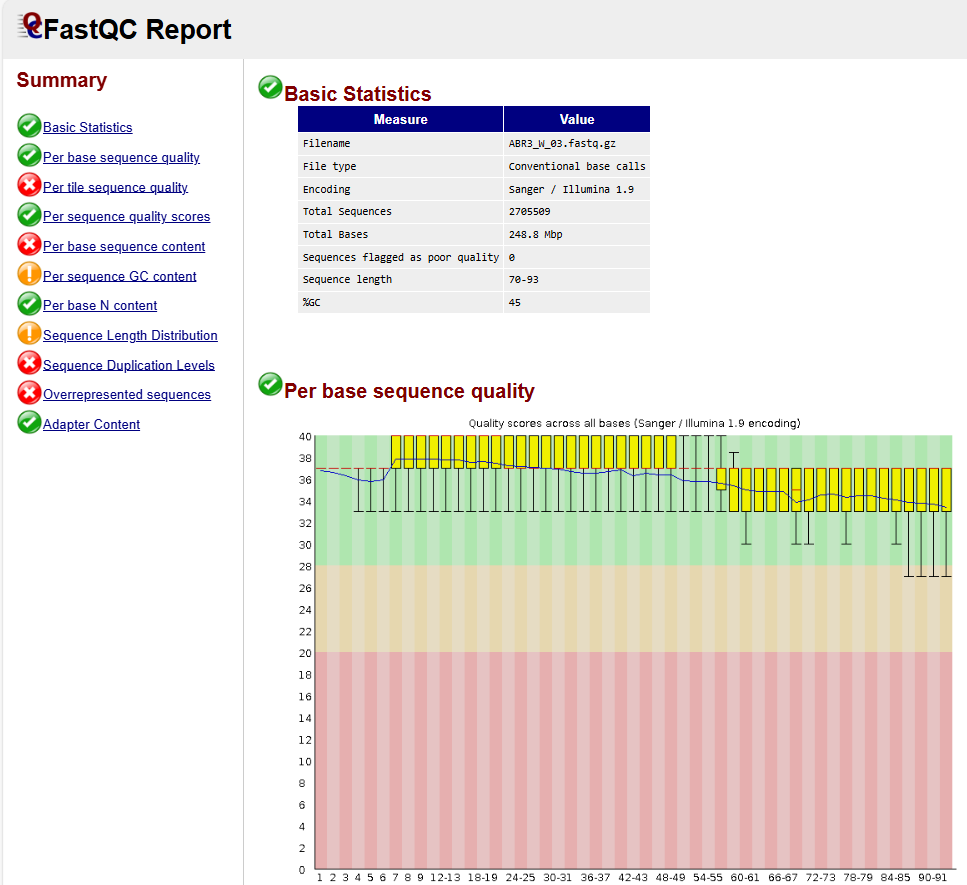 FastQC Report
Summary
Basic Statistics
Per base sequence quality
Per tile sequence quality
Per sequence quality scores
Per base sequence content
Per sequence GC content
Per base N content
Sequence Length Distribution
Sequence Duplication Levels
Overrepresented sequences
Adapter Content
Basic Statistics
Measure Value
Filename ABR3_W_03.fastq.gz
File type Conventional base calls
Encoding Sanger / Illumina 1.9
Total Sequences 2705509
Total Bases 248.8 Mbp
Sequences flagged as poor quality 0
Sequence length 70-93
%GC 45
Per base sequence quality
Quality scores across all bases (Sanger / Illumina 1.9 encoding)
40
38
36
34
32
30
28
26
24
22
20
18
16
14
12
10
8
6
4
2
0
1 2 3 4 5 6 7 8 9 12-13 18-19 24-25 30-31 36-37 42-43 48-49 54-55 60-61 66-67 72-73 78-79 84-85 90-91